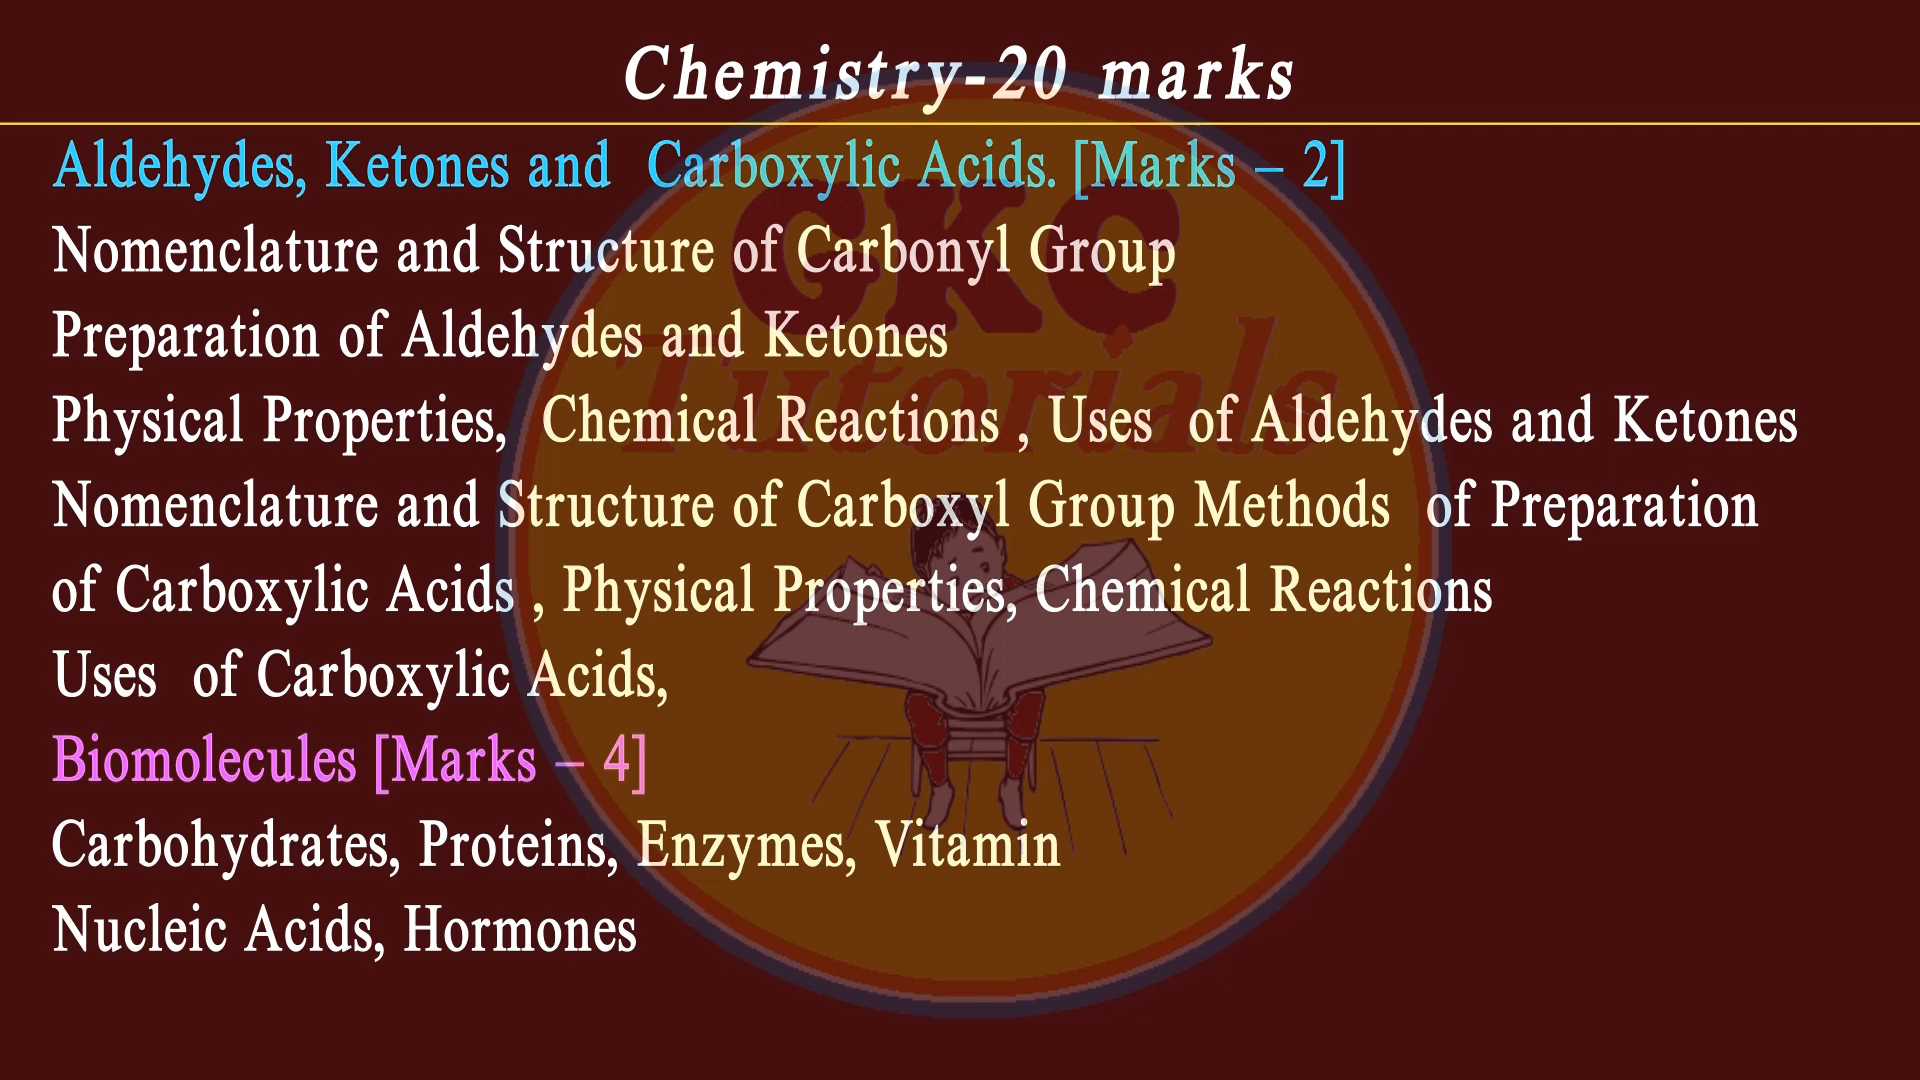 Chemistry-20 marks
Aldehydes, Ketones and Carboxylic Acids. [Marks – 2]
Nomenclature and Structure of Carbonyl Group
Preparation of Aldehydes and Ketones
Physical Properties, Chemical Reactions , Uses of Aldehydes and Ketones
Nomenclature and Structure of Carboxyl Group Methods of Preparation
of Carboxylic Acids , Physical Properties, Chemical Reactions
Uses of Carboxylic Acids,
Biomolecules [Marks – 4]
Carbohydrates, Proteins, Enzymes, Vitamin
Nucleic Acids, Hormones
GKC
Tutorials